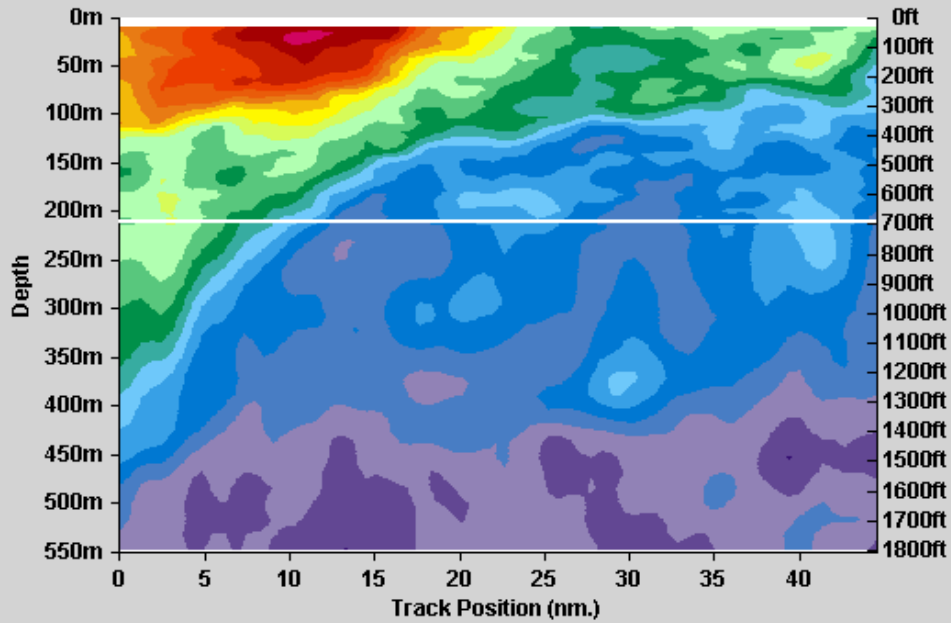 0m
50m
100m
150m
200m
250m
300m
350m
400m
450m
500m
550m
Depth
0ft
100ft
200ft
300ft
400ft
500ft
600ft
700ft
800ft
900ft
1000ft
1100ft
1200ft
1300ft
1400ft
1500ft
1600ft
1700ft
1800ft
0 5 10 15 20 25 30 35 40
Track Position (nm.)